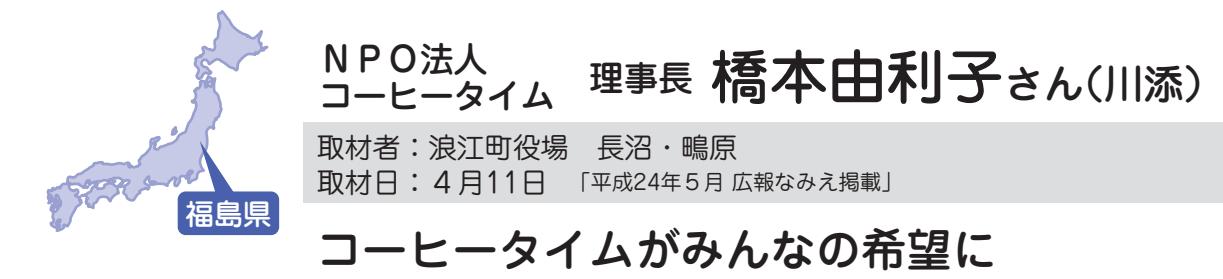 NPO法人
コーヒータイム 理事長 橋本由利子さん(川添)
取材者：浪江町役場　長沼・鴫原
取材日：４月11日 「平成24年５月 広報なみえ掲載」
福島県
コーヒータイムがみんなの希望に